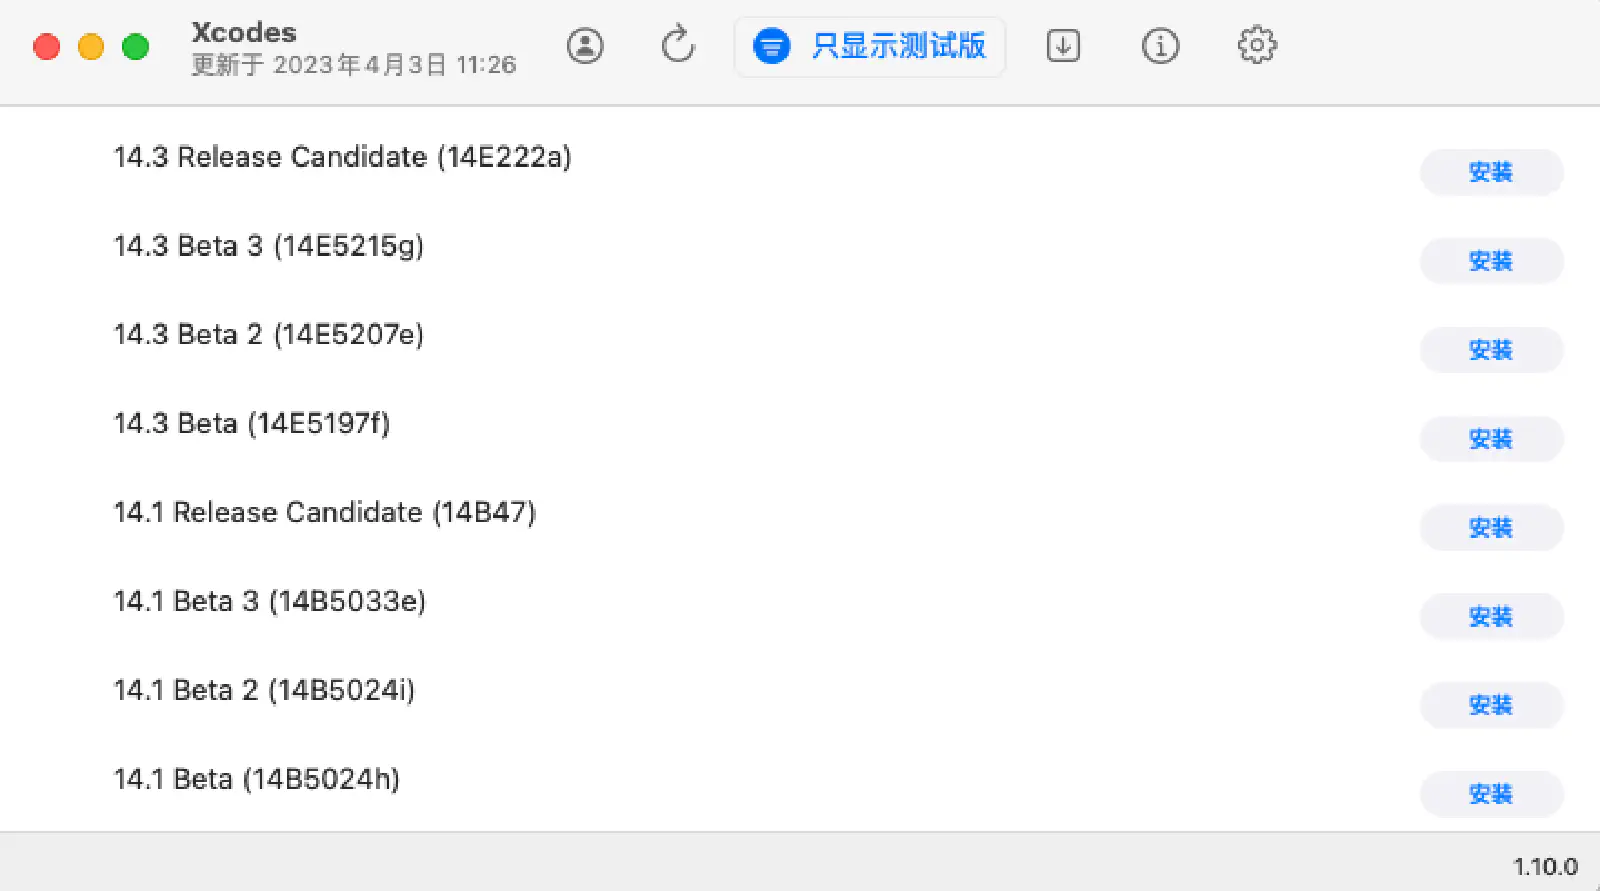 Xcodes
更新于 2023年4月3日 11:26
只显示测试版
14.3 Release Candidate (14E222a)
安装
14.3 Beta 3 (14E5215g)
安装
14.3 Beta 2 (14E5207e)
安装
14.3 Beta (14E5197f)
安装
14.1 Release Candidate (14B47)
安装
14.1 Beta 3 (14B5033e)
安装
14.1 Beta 2 (14B5024i)
安装
14.1 Beta (14B5024h)
安装
1.10.0